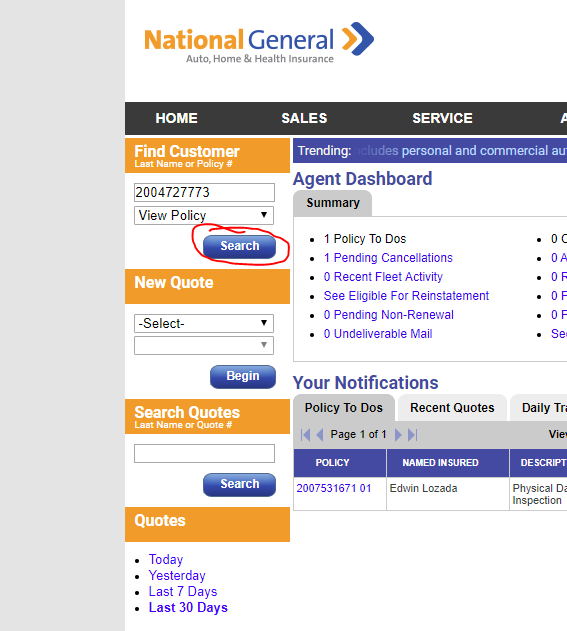 National General
Auto, Home & Health Insurance
HOME SALES SERVICE
Find Customer
Last Name or Policy #
2004727773
View Policy
Search
New Quote
-Select-
Begin
Search Quotes
Last Name or Quote #
Search
Quotes
Today
Yesterday
Last 7 Days
Last 30 Days
Trending: includes personal and commercial au
Agent Dashboard
Summary
1 Policy To Dos
1 Pending Cancellations
0 Recent Fleet Activity
See Eligible For Reinstatement
0 Pending Non-Renewal
0 Undeliverable Mail
0
0
0
0
0
Your Notifications
Policy To Dos Recent Quotes Daily Tra
Page 1 of 1 View
POLICY NAMED INSURED DESCRIPT
2007531671 01 Edwin Lozada Physical Da
Inspection